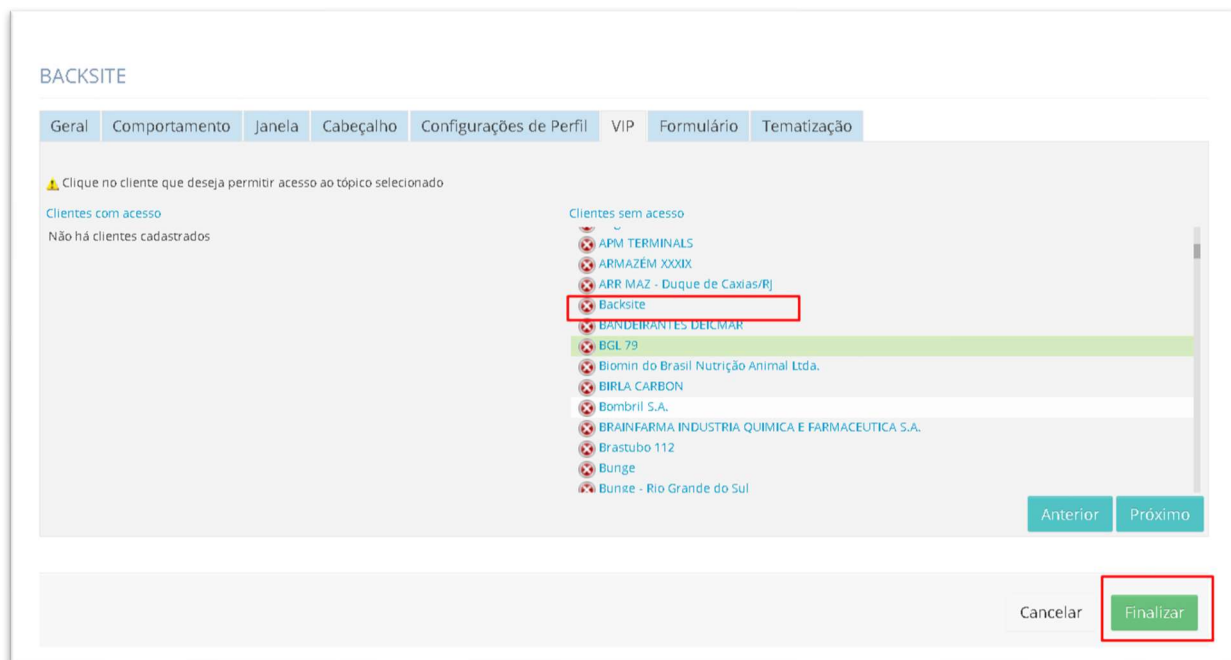 BACKSITE
Geral Comportamento Janela Cabeçalho Configurações de Perfil VIP Formulário Tematização
Clique no cliente que deseja permitir acesso ao tópico selecionado
Clientes com acesso
Não há clientes cadastrados
Clientes sem acesso
APM TERMINALS
ARMAZÉM XXXIX
ARR MAZ - Duque de Caxias/RJ
Backsite
BANDEIRANTES DEICMAR
BGL 79
Biomin do Brasil Nutrição Animal Ltda.
BIRLA CARBON
Bombril S.A.
BRAINFARMA INDUSTRIA QUIMICA E FARMACEUTICA S.A.
Brastubo 112
Bunge
Bunge - Rio Grande do Sul
Anterior Próximo
Cancelar Finalizar